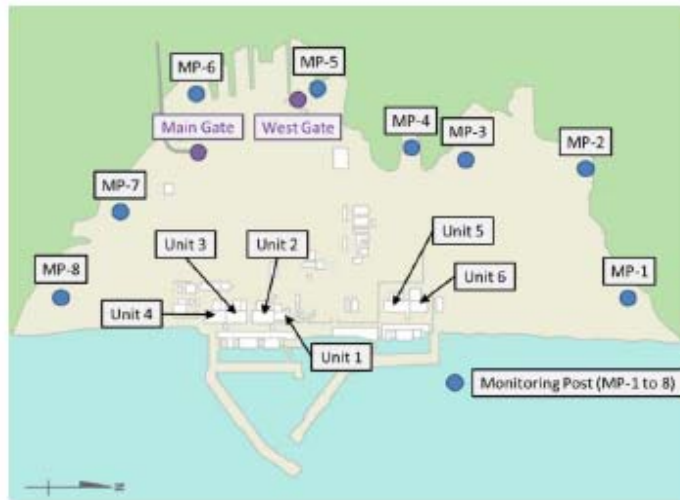 MP-6
MP-5
Main Gate
West Gate
MP-4
MP-3
MP-2
MP-7
Unit 3
Unit 2
Unit 5
MP-8
Unit 6
MP-1
Unit 4
Unit 1
Monitoring Post (MP-1 to 8)
N